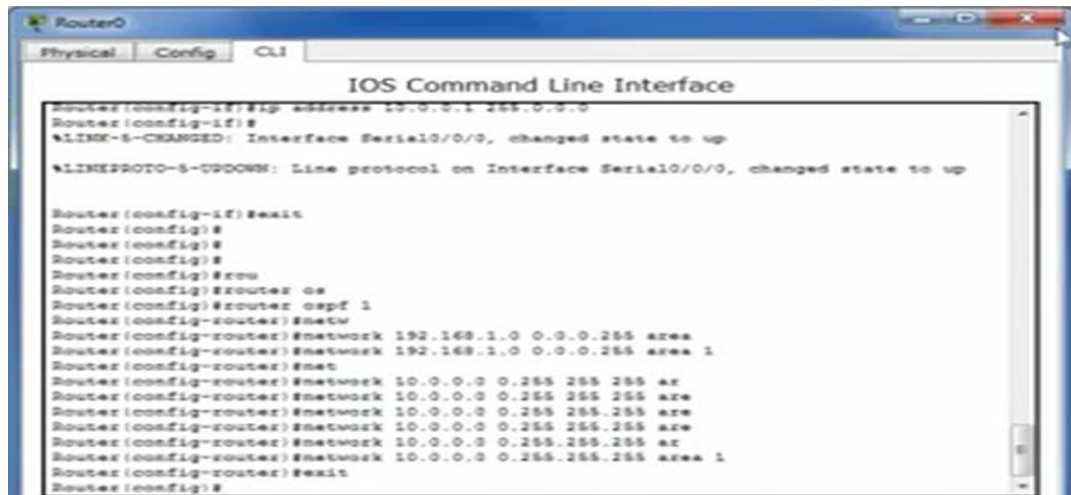 Router0
Physical Config CLI
IOS Command Line Interface
Router(config-if)#ip address 10.0.0.1 255.0.0.0
Router(config-if)#
%LINK-5-CHANGED: Interface Serial0/0/0, changed state to up
%LINEPROTO-5-UPDOWN: Line protocol on Interface Serial0/0/0, changed state to up
Router(config-if)#exit
Router(config)#
Router(config)#
Router(config)#
Router(config)#rou
Router(config)#router os
Router(config)#router ospf 1
Router(config-router)#netw
Router(config-router)#network 192.168.1.0 0.0.0.255 area
Router(config-router)#network 192.168.1.0 0.0.0.255 area 1
Router(config-router)#net
Router(config-router)#network 10.0.0.0 0.255 255 255 ar
Router(config-router)#network 10.0.0.0 0.255 255 255 are
Router(config-router)#network 10.0.0.0 0.255 255.255 are
Router(config-router)#network 10.0.0.0 0.255.255.255 are
Router(config-router)#network 10.0.0.0 0.255.255.255 ar
Router(config-router)#network 10.0.0.0 0.255.255.255 area 1
Router(config-router)#exit
Router(config)#